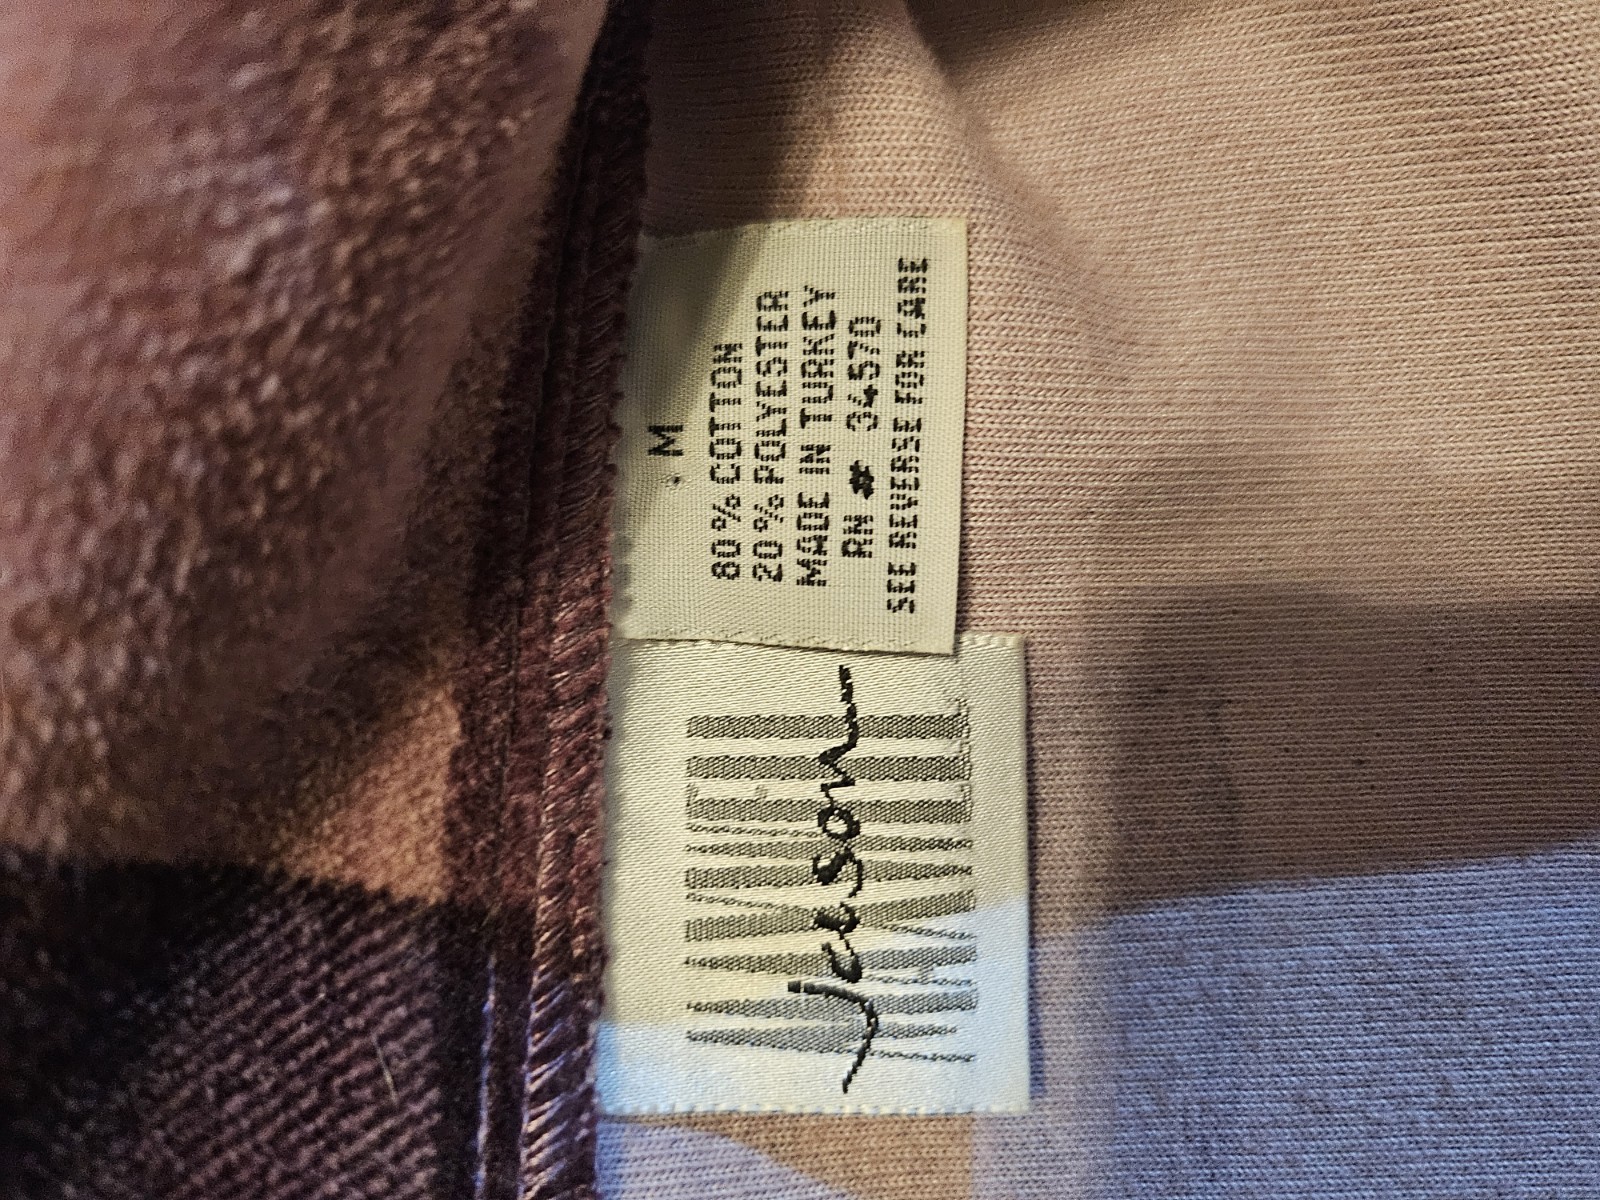 M
80% COTTON
20% POLYESTER
MADE IN TURKEY
RN # 34570
SEE REVERSE FOR CARE